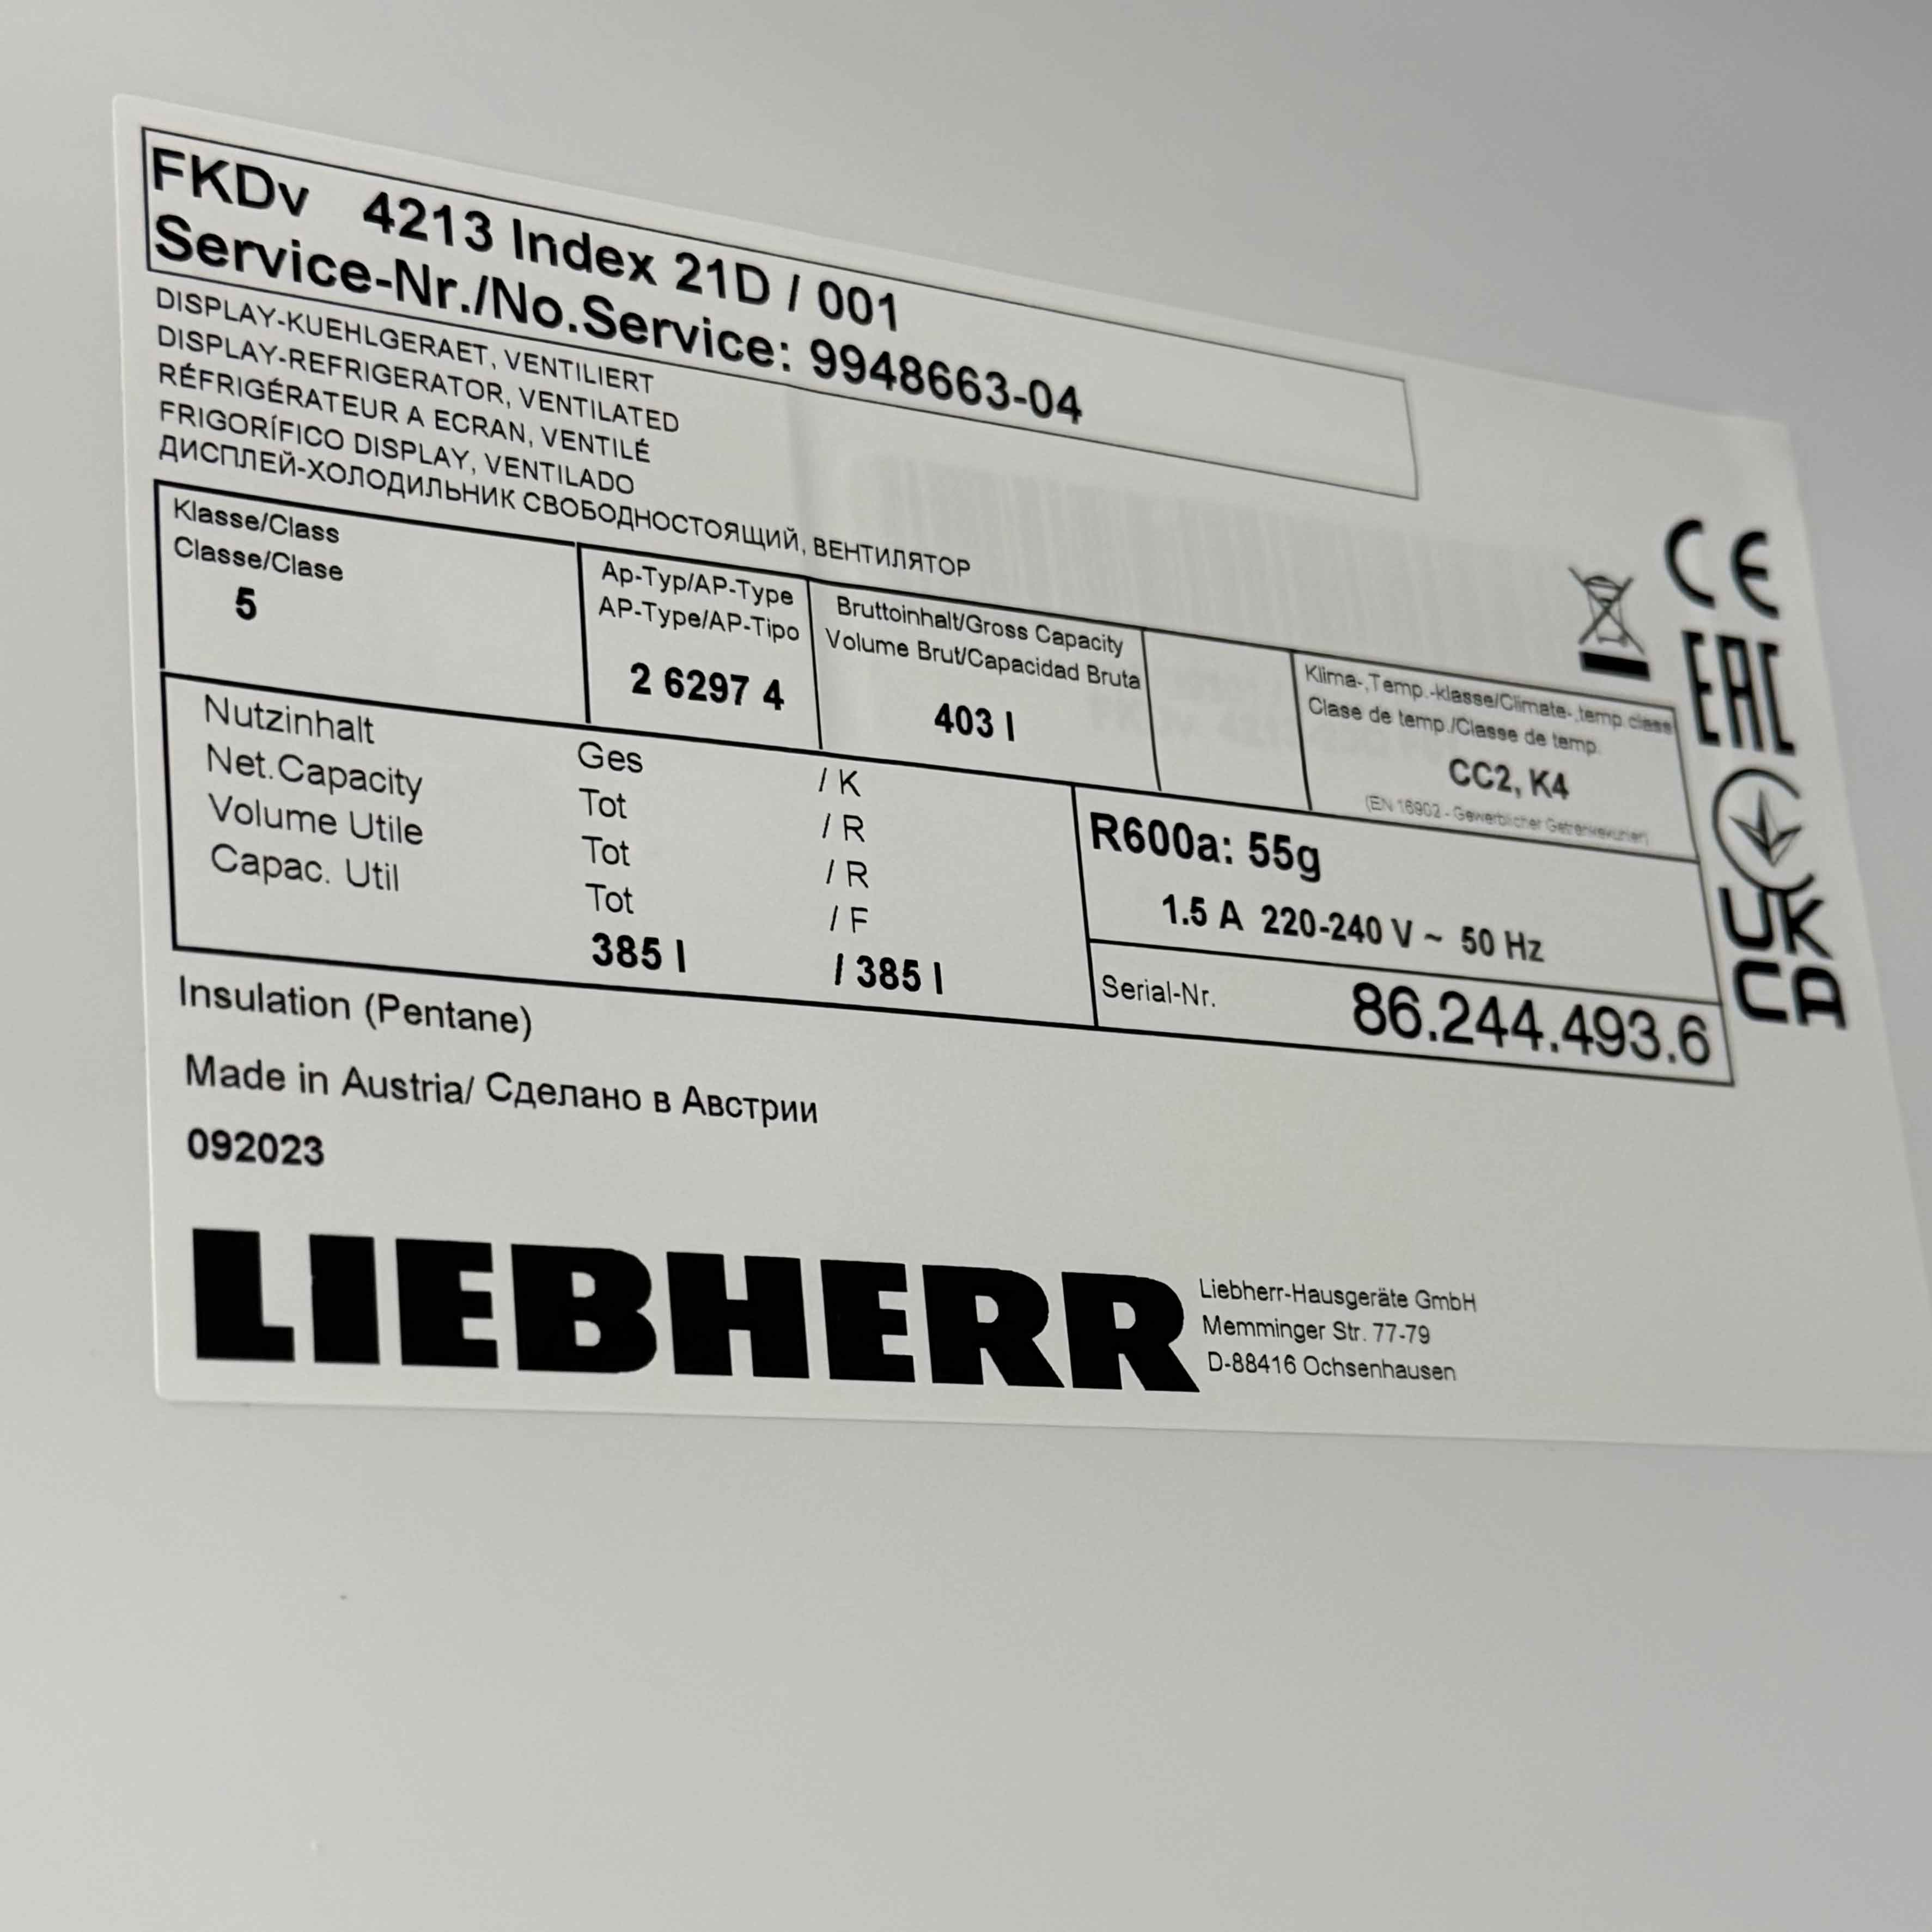 FKDv 4213 Index 21D / 001
Service-Nr./No.Service: 9948663-04
DISPLAY-KUEHLGERAET, VENTILIERT
DISPLAY-REFRIGERATOR, VENTILATED
RÉFRIGÉRATEUR A ECRAN, VENTILÉ
FRIGORÍFICO DISPLAY, VENTILADO
ДИСПЛЕЙ-ХОЛОДИЛЬНИК СВОБОДНОСТОЯЩИЙ, ВЕНТИЛЯТОР
Klasse/Class
Classe/Clase
5
Ap-Typ/AP-Type
AP-Type/AP-Tipo
2 6297 4
Bruttoinhalt/Gross Capacity
Volume Brut/Capacidad Bruta
403 l
Klima-,Temp.-klasse/Climate-,temp.class
Clase de temp./Classe de temp.
CC2, K4
(EN 16902 - Gewerblicher Getränkekühler)
Nutzinhalt Ges / K
Net.Capacity Tot / R
Volume Utile Tot / R
Capac. Util Tot / F
385 l / 385 l
R600a: 55g
1.5 A 220-240 V ~ 50 Hz
Serial-Nr. 86.244.493.6
CE
EAC
UK
CA
Insulation (Pentane)
Made in Austria/ Сделано в Австрии
092023
LIEBHERR
Liebherr-Hausgeräte GmbH
Memminger Str. 77-79
D-88416 Ochsenhausen